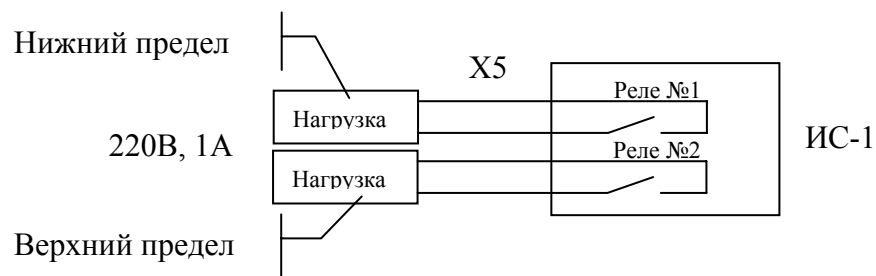 Нижний предел
X5
Реле №1
Нагрузка
220В, 1А
ИС-1
Реле №2
Нагрузка
Верхний предел